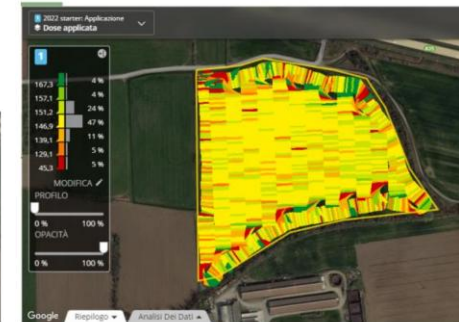 2022 starter: Applicazione
Dose applicata
1
167,3 4 %
157,1 4 %
151,2 24 %
146,9 47 %
139,1 11 %
129,1 5 %
45,3 5 %
MODIFICA
PROFILO
0 % 100 %
OPACITÀ
0 % 100 %
Google Riepilogo Analisi Dei Dati